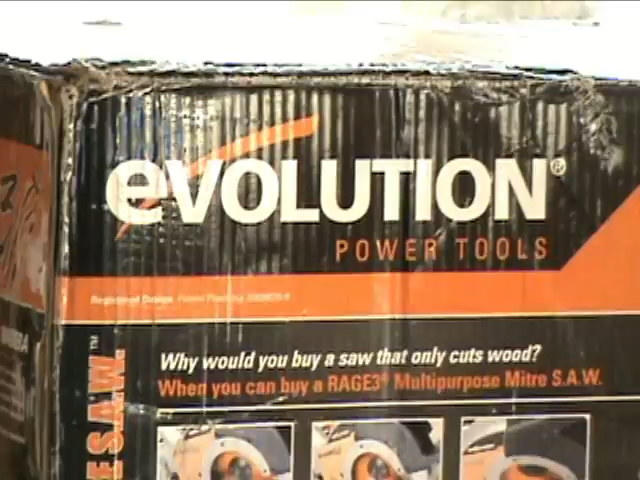 eVOLUTION®
POWER TOOLS
Registered Design.
Why would you buy a saw that only cuts wood?
When you can buy a RAGE3® Multipurpose Mitre S.A.W.
E S.A.W.™